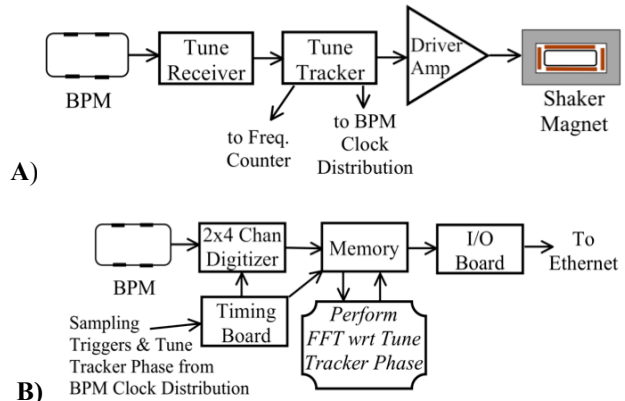 BPM
Tune
Receiver
Tune
Tracker
Driver
Amp
Shaker
Magnet
to Freq.
Counter
to BPM
Clock
Distribution
A)
BPM
2x4 Chan
Digitizer
Memory
I/O
Board
To
Ethernet
Timing
Board
Perform
FFT wrt Tune
Tracker Phase
Sampling
Triggers & Tune
Tracker Phase from
BPM Clock Distribution
B)